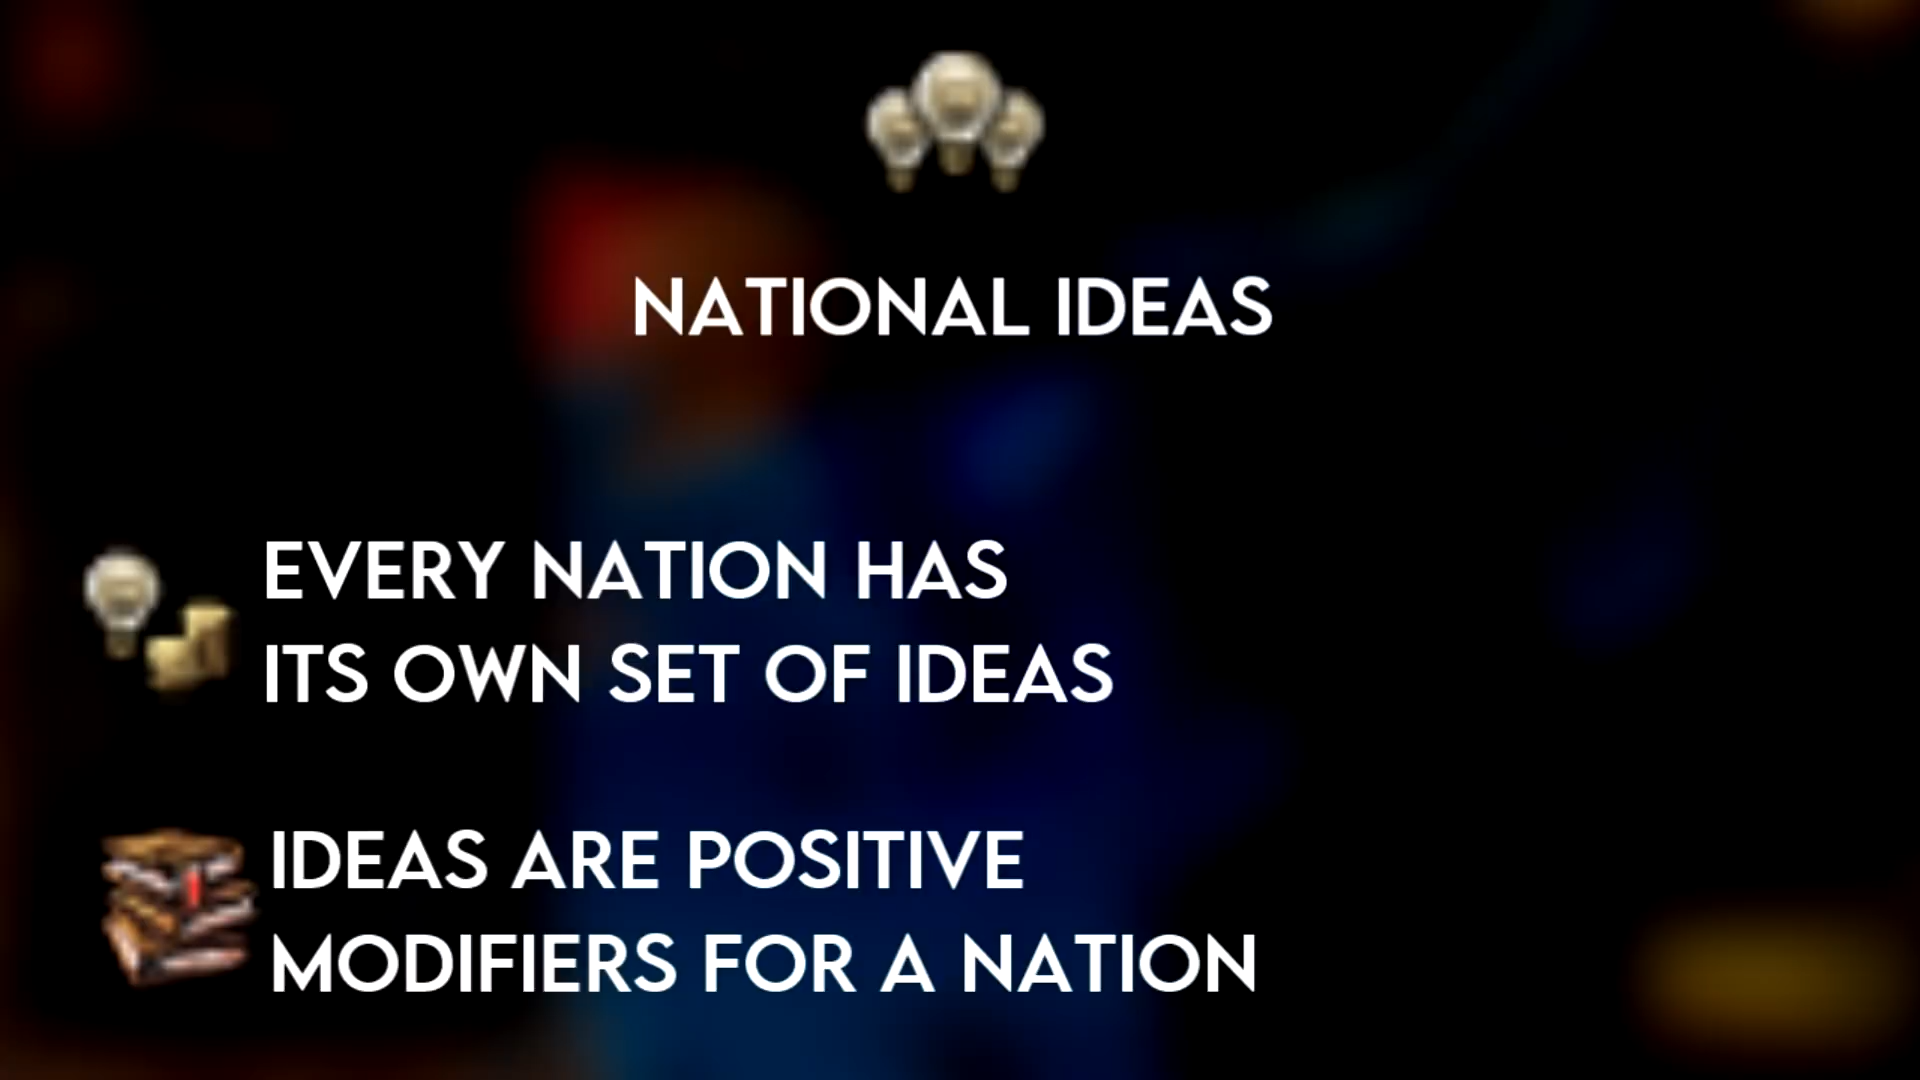 NATIONAL IDEAS
EVERY NATION HAS
ITS OWN SET OF IDEAS
IDEAS ARE POSITIVE
MODIFIERS FOR A NATION